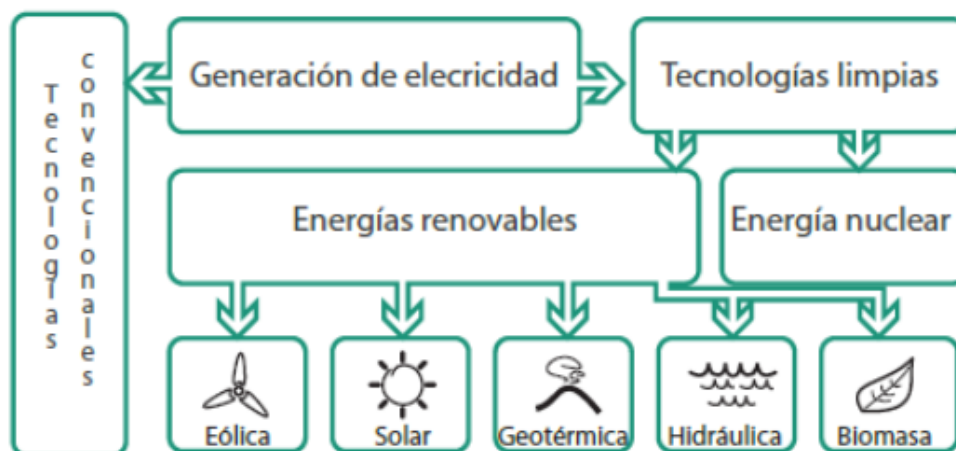 Tecnologías
convencionales
Generación de elecricidad
Tecnologías limpias
Energías renovables
Energía nuclear
Eólica
Solar
Geotérmica
Hidráulica
Biomasa